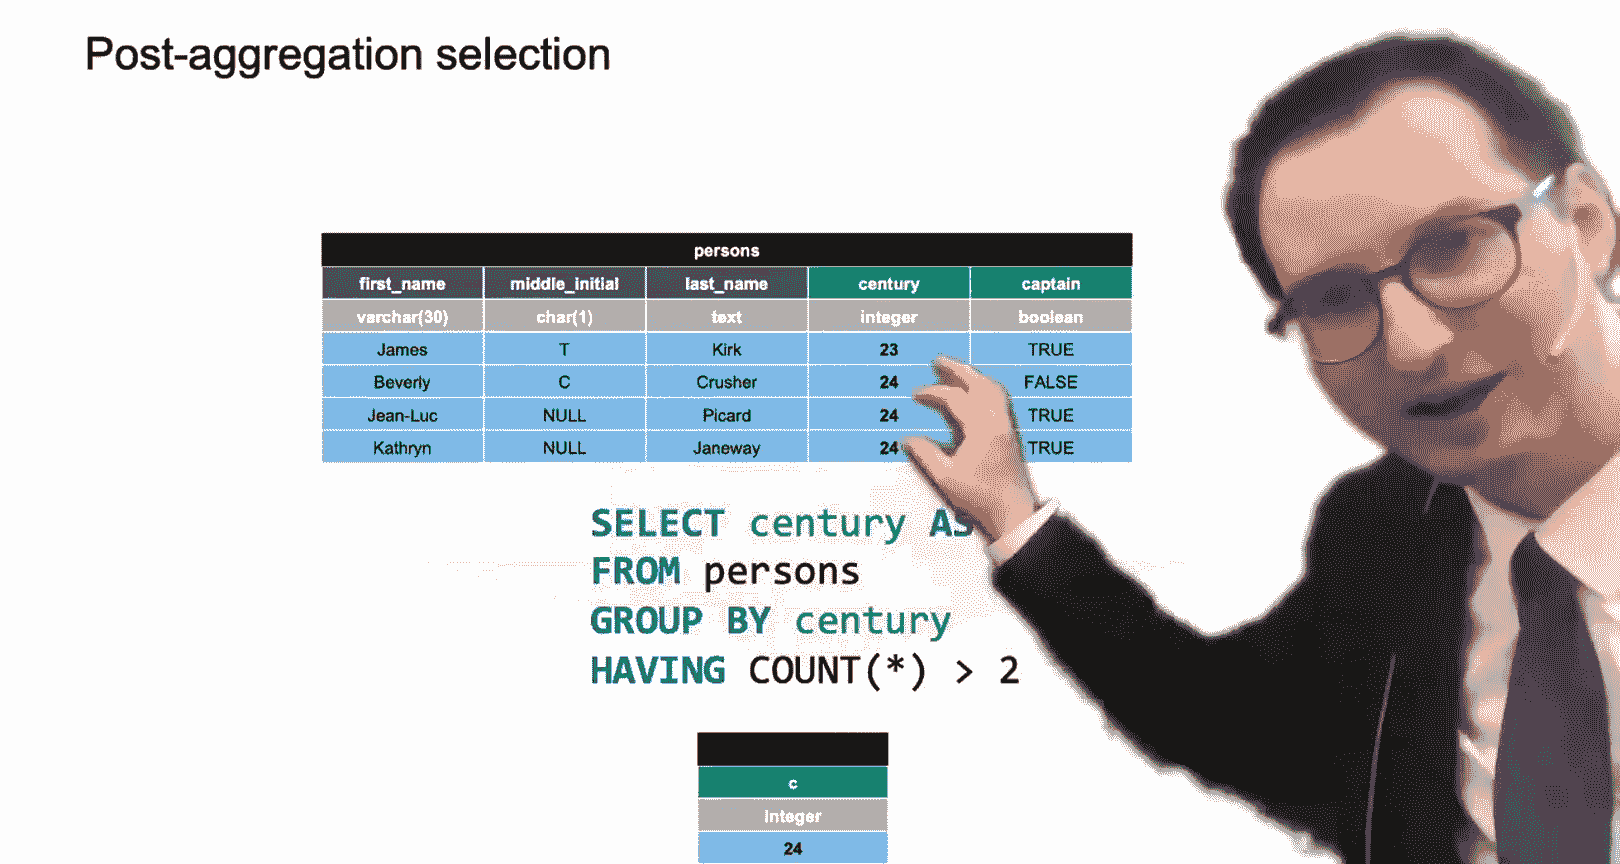 Post-aggregation selection
persons
first_name middle_initial last_name century captain
varchar(30) char(1) text integer boolean
James T Kirk 23 TRUE
Beverly C Crusher 24 FALSE
Jean-Luc NULL Picard 24 TRUE
Kathryn NULL Janeway 24 TRUE
SELECT century AS
FROM persons
GROUP BY century
HAVING COUNT(*) > 2
c
integer
24